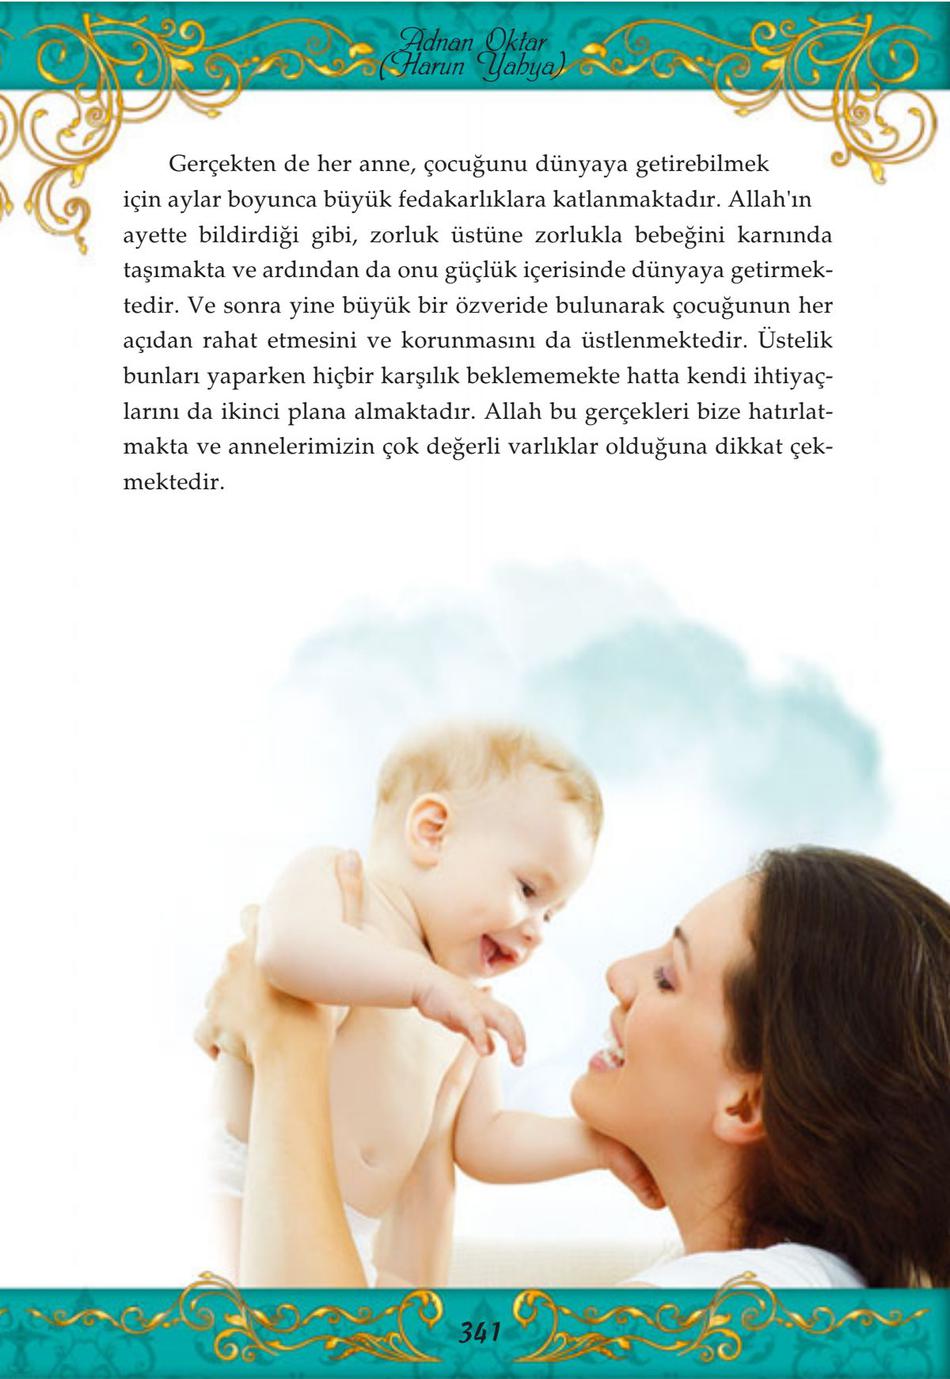 Adnan Oktar
(Harun Yahya)
Gerçekten de her anne, çocuğunu dünyaya getirebilmek
için aylar boyunca büyük fedakarlıklara katlanmaktadır. Allah'ın
ayette bildirdiği gibi, zorluk üstüne zorlukla bebeğini karnında
taşımakta ve ardından da onu güçlük içerisinde dünyaya getirmek-
tedir. Ve sonra yine büyük bir özveride bulunarak çocuğunun her
açıdan rahat etmesini ve korunmasını da üstlenmektedir. Üstelik
bunları yaparken hiçbir karşılık beklememekte hatta kendi ihtiyaç-
larını da ikinci plana almaktadır. Allah bu gerçekleri bize hatırlat-
makta ve annelerimizin çok değerli varlıklar olduğuna dikkat çek-
mektedir.
341